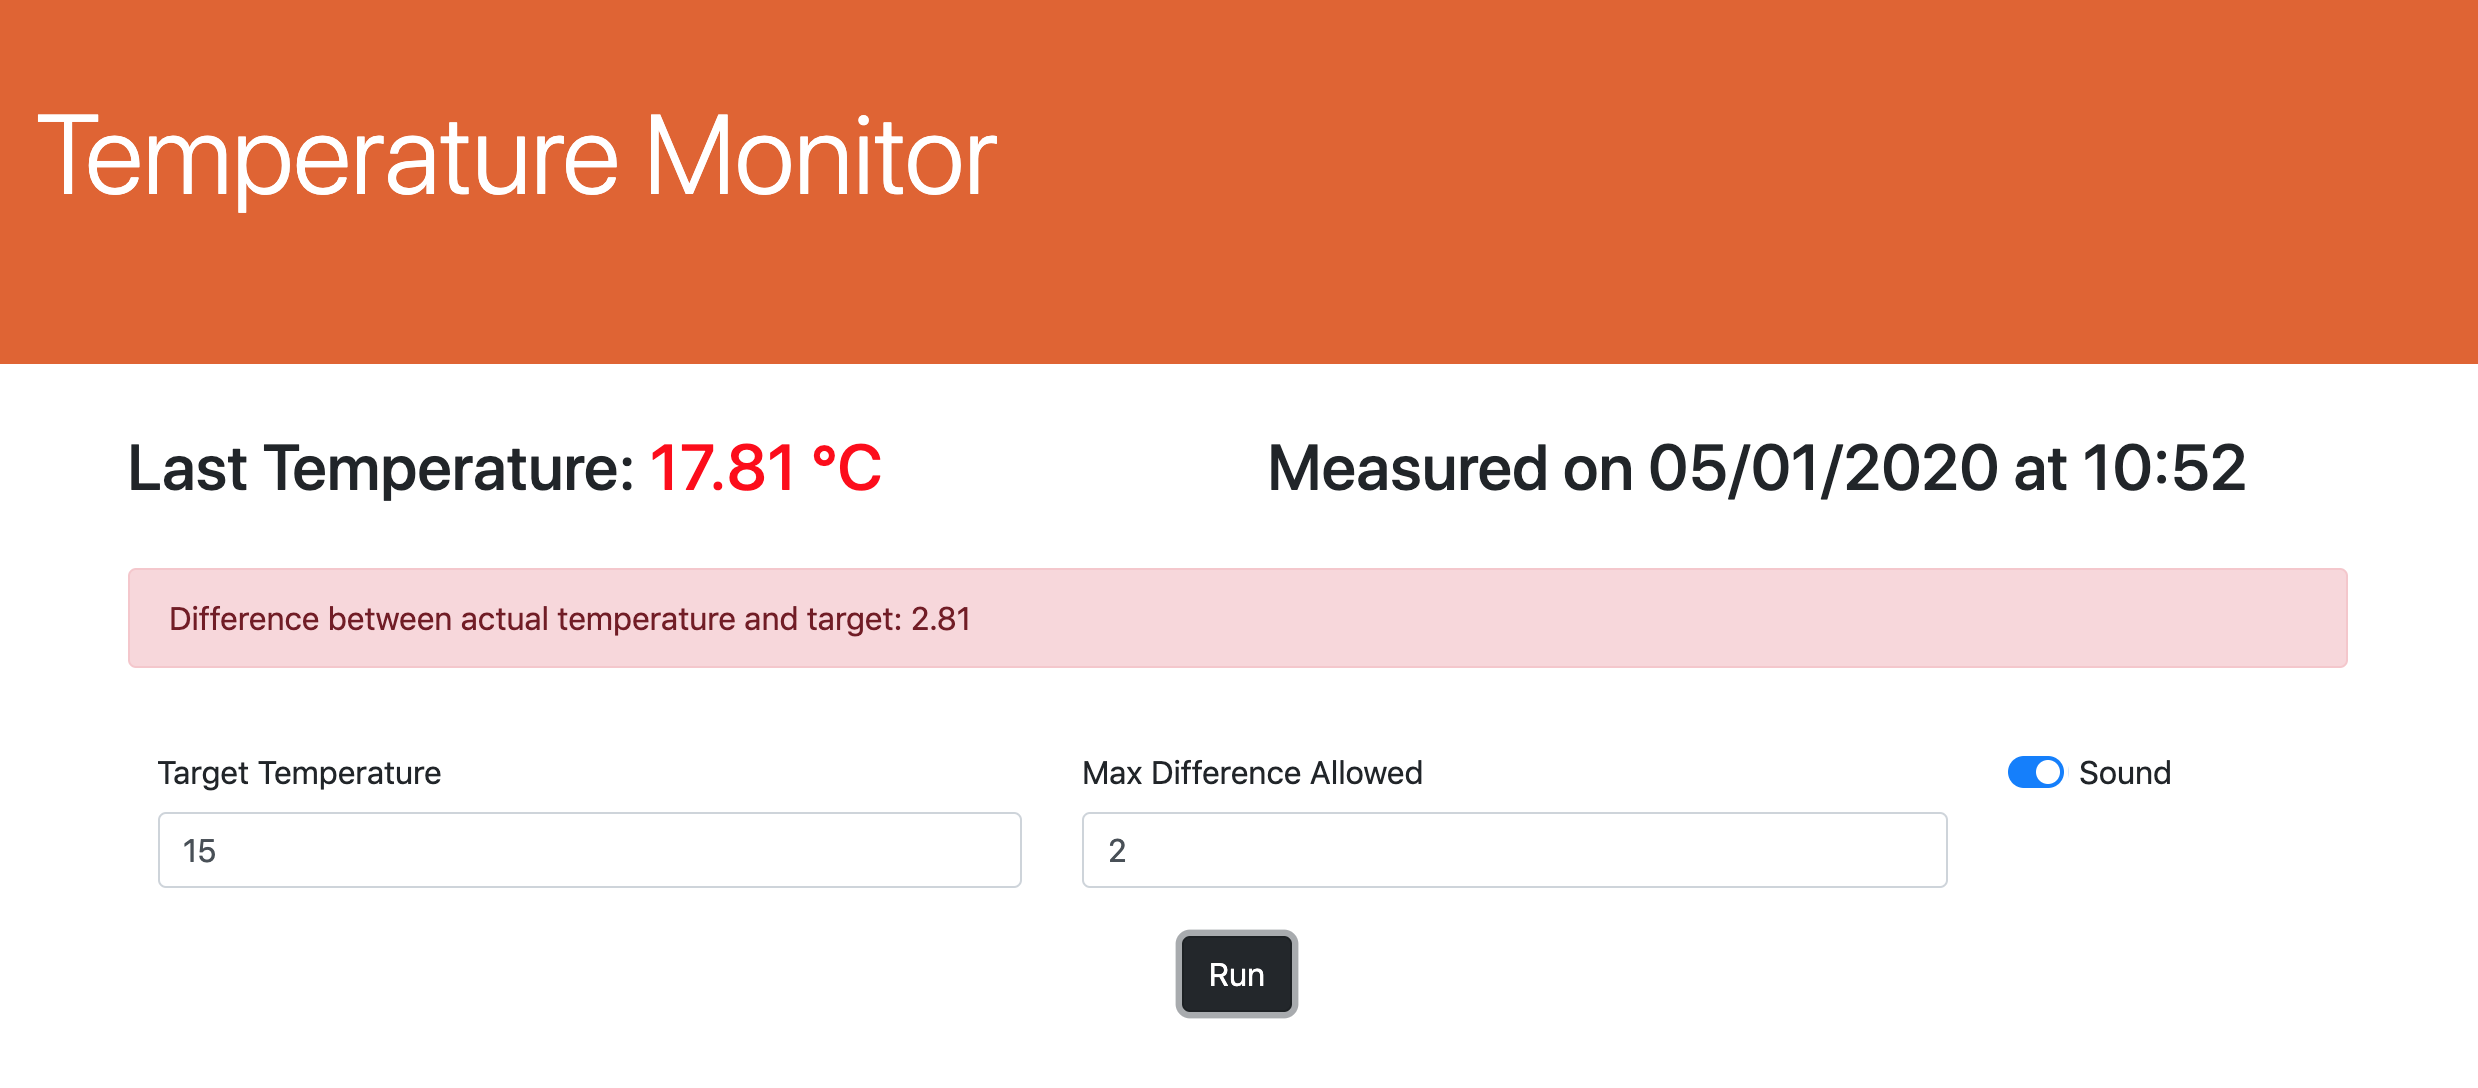 Temperature Monitor
Last Temperature: 17.81 °C
Measured on 05/01/2020 at 10:52
Difference between actual temperature and target: 2.81
Target Temperature
Max Difference Allowed
Sound
15
2
Run